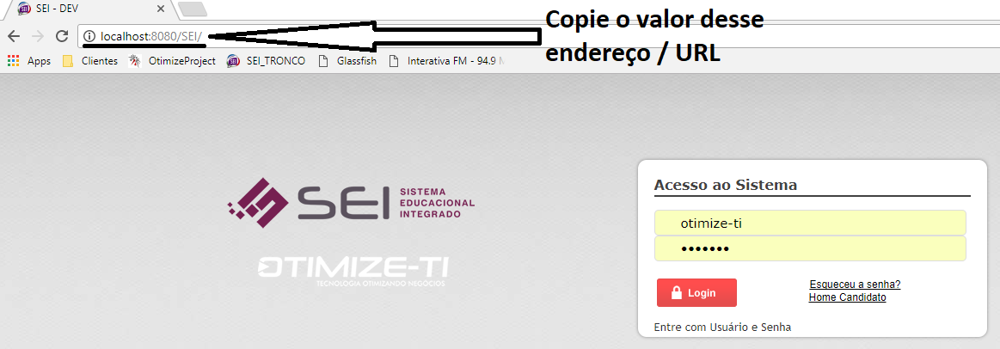 SEI - DEV
localhost:8080/SEI/
Copie o valor desse
endereço / URL
Apps Clientes OtimizeProject SEI_TRONCO Glassfish Interativa FM - 94.9
SEI SISTEMA
EDUCACIONAL
INTEGRADO
OTIMIZE-TI
TECNOLOGIA OTIMIZANDO NEGÓCIOS
Acesso ao Sistema
otimize-ti
•••••••
Login
Esqueceu a senha?
Home Candidato
Entre com Usuário e Senha